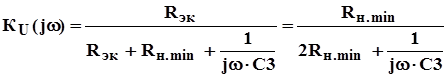 K_U(jω) = R_эк / (R_эк + R_н.min + 1/(jω·C3)) = R_н.min / (2R_н.min + 1/(jω·C3))